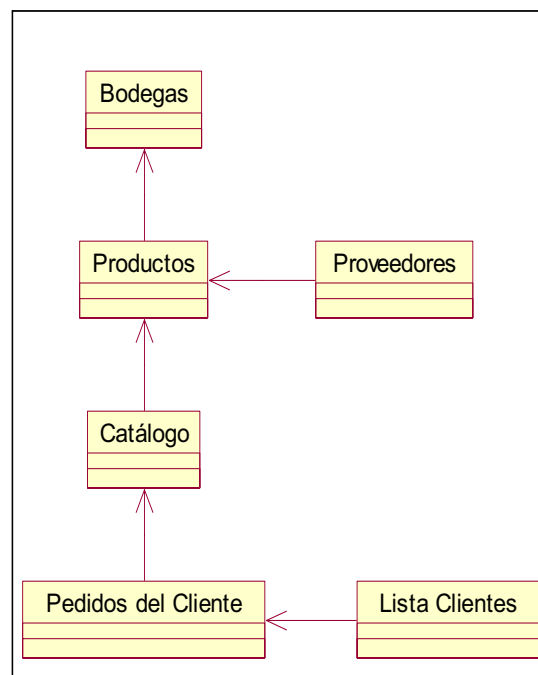 Bodegas
Productos
Proveedores
Catálogo
Pedidos del Cliente
Lista Clientes